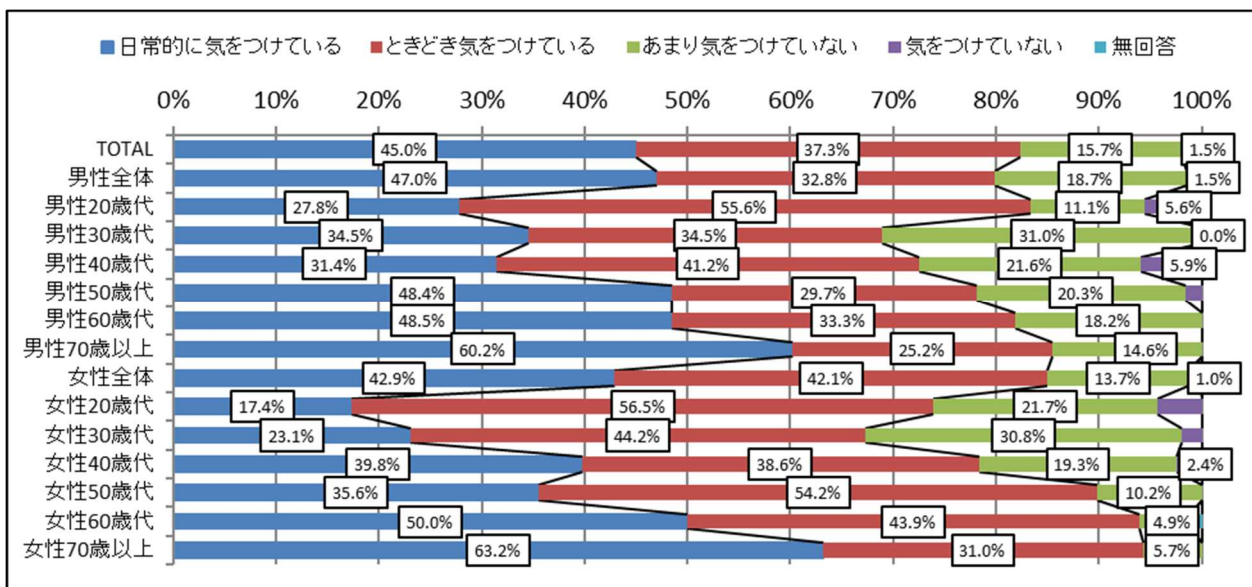 日常的に気をつけている ときどき気をつけている あまり気をつけていない 気をつけていない 無回答
0% 10% 20% 30% 40% 50% 60% 70% 80% 90% 100%
TOTAL 45.0% 37.3% 15.7% 1.5%
男性全体 47.0% 32.8% 18.7% 1.5%
男性20歳代 27.8% 55.6% 11.1% 5.6%
男性30歳代 34.5% 34.5% 31.0% 0.0%
男性40歳代 31.4% 41.2% 21.6% 5.9%
男性50歳代 48.4% 29.7% 20.3%
男性60歳代 48.5% 33.3% 18.2%
男性70歳以上 60.2% 25.2% 14.6%
女性全体 42.9% 42.1% 13.7% 1.0%
女性20歳代 17.4% 56.5% 21.7%
女性30歳代 23.1% 44.2% 30.8%
女性40歳代 39.8% 38.6% 19.3% 2.4%
女性50歳代 35.6% 54.2% 10.2%
女性60歳代 50.0% 43.9% 4.9%
女性70歳以上 63.2% 31.0% 5.7%